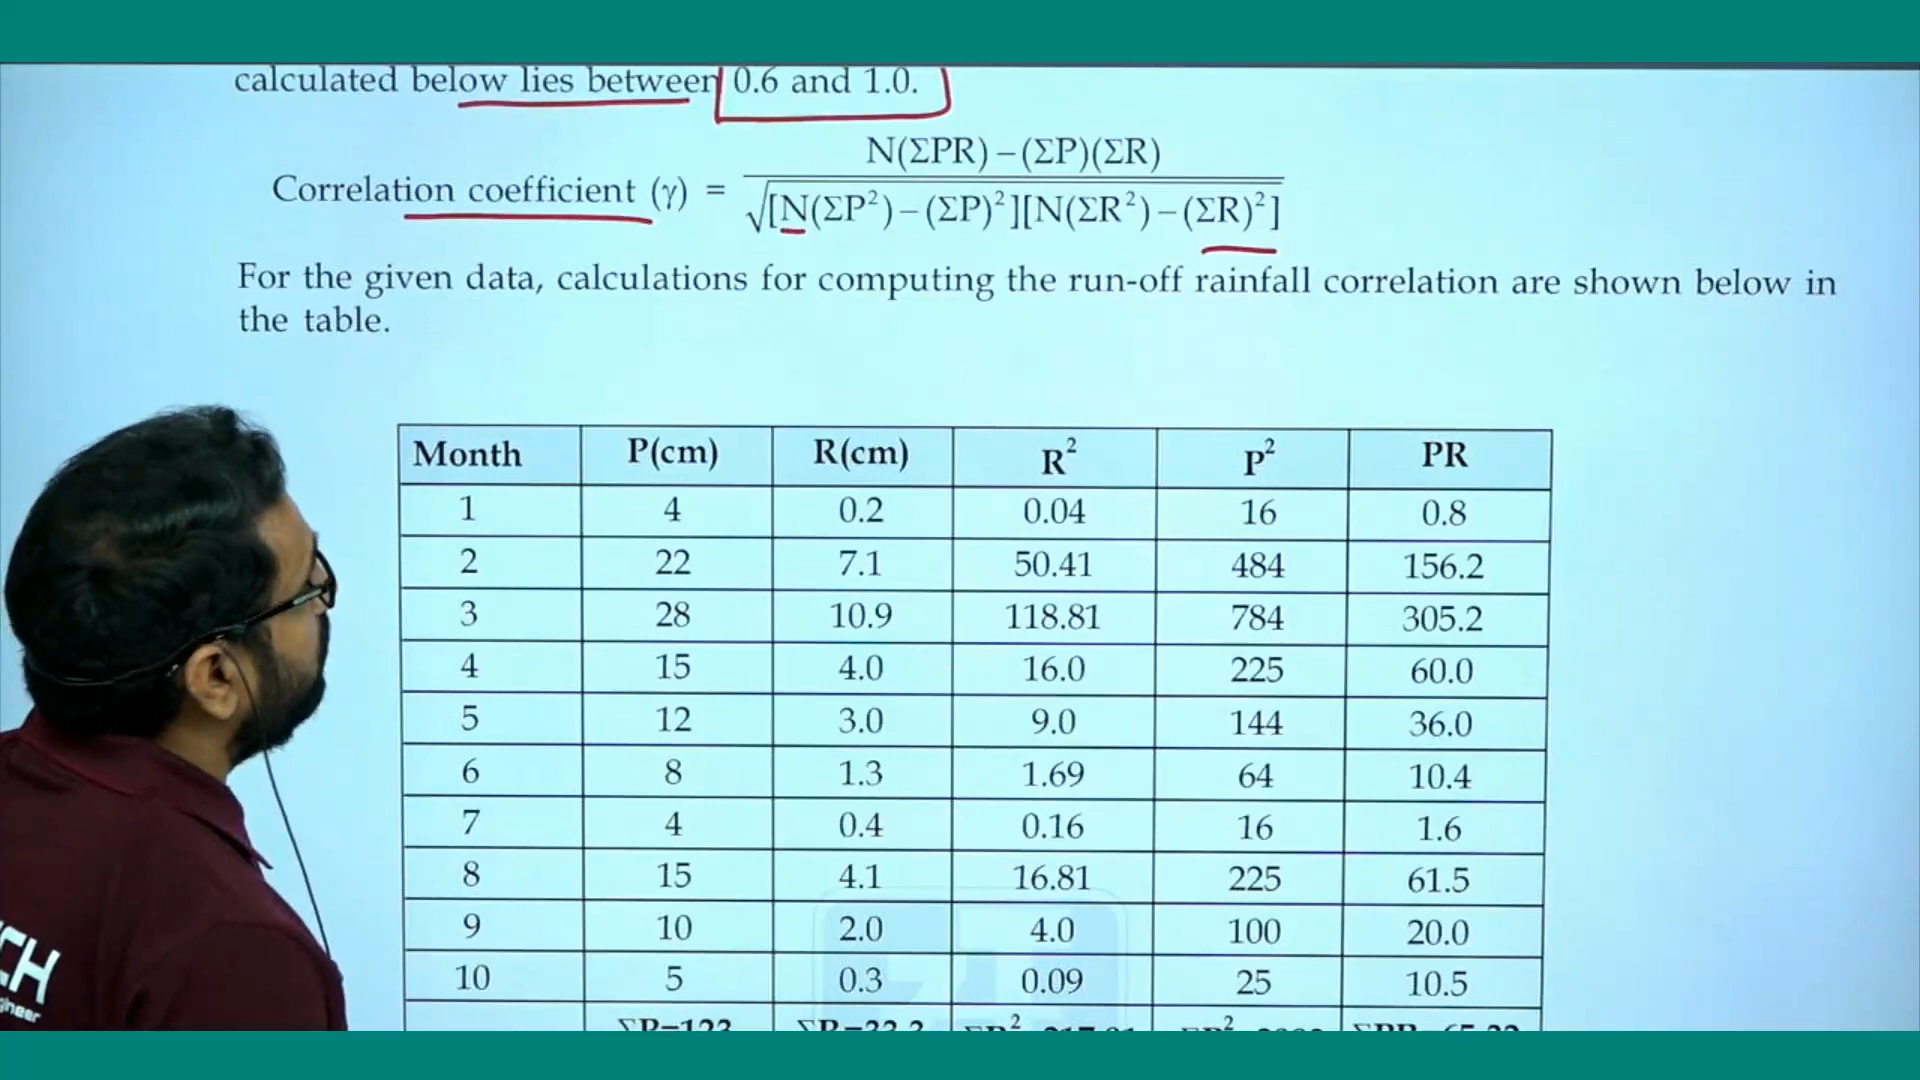 calculated below lies between 0.6 and 1.0.
Correlation coefficient (γ) = N(ΣPR) – (ΣP)(ΣR) / √[N(ΣP²) – (ΣP)²][N(ΣR²) – (ΣR)²]
For the given data, calculations for computing the run-off rainfall correlation are shown below in
the table.
Month P(cm) R(cm) R² P² PR
1 4 0.2 0.04 16 0.8
2 22 7.1 50.41 484 156.2
3 28 10.9 118.81 784 305.2
4 15 4.0 16.0 225 60.0
5 12 3.0 9.0 144 36.0
6 8 1.3 1.69 64 10.4
7 4 0.4 0.16 16 1.6
8 15 4.1 16.81 225 61.5
9 10 2.0 4.0 100 20.0
10 5 0.3 0.09 25 10.5
ΣP=123
CH